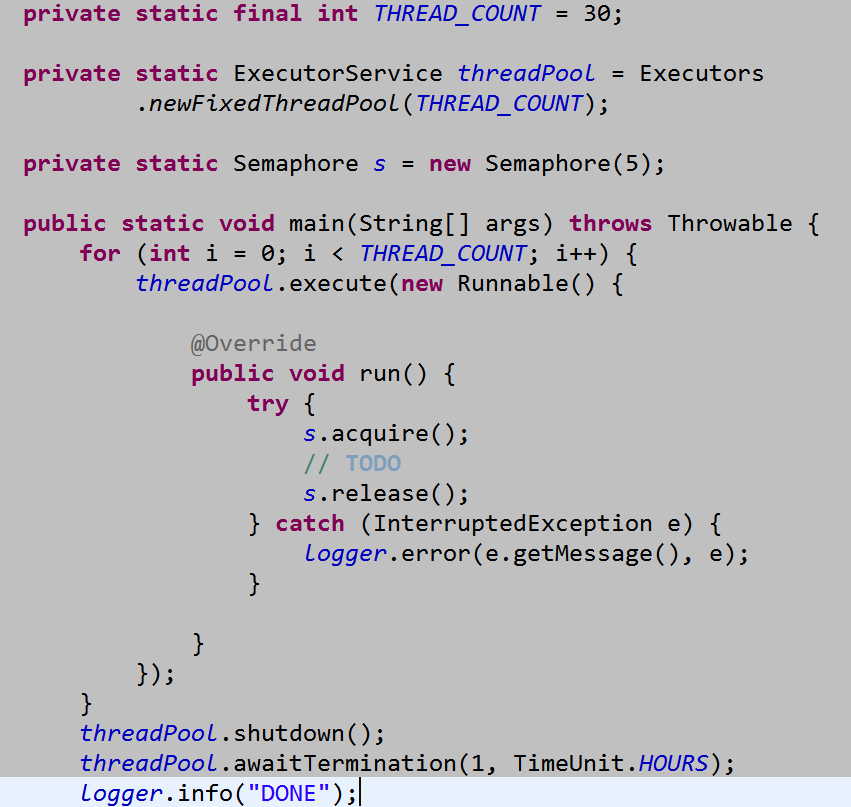 private static final int THREAD_COUNT = 30;
private static ExecutorService threadPool = Executors
.newFixedThreadPool(THREAD_COUNT);
private static Semaphore s = new Semaphore(5);
public static void main(String[] args) throws Throwable {
for (int i = 0; i < THREAD_COUNT; i++) {
threadPool.execute(new Runnable() {
@Override
public void run() {
try {
s.acquire();
// TODO
s.release();
} catch (InterruptedException e) {
logger.error(e.getMessage(), e);
}
}
});
}
threadPool.shutdown();
threadPool.awaitTermination(1, TimeUnit.HOURS);
logger.info("DONE");